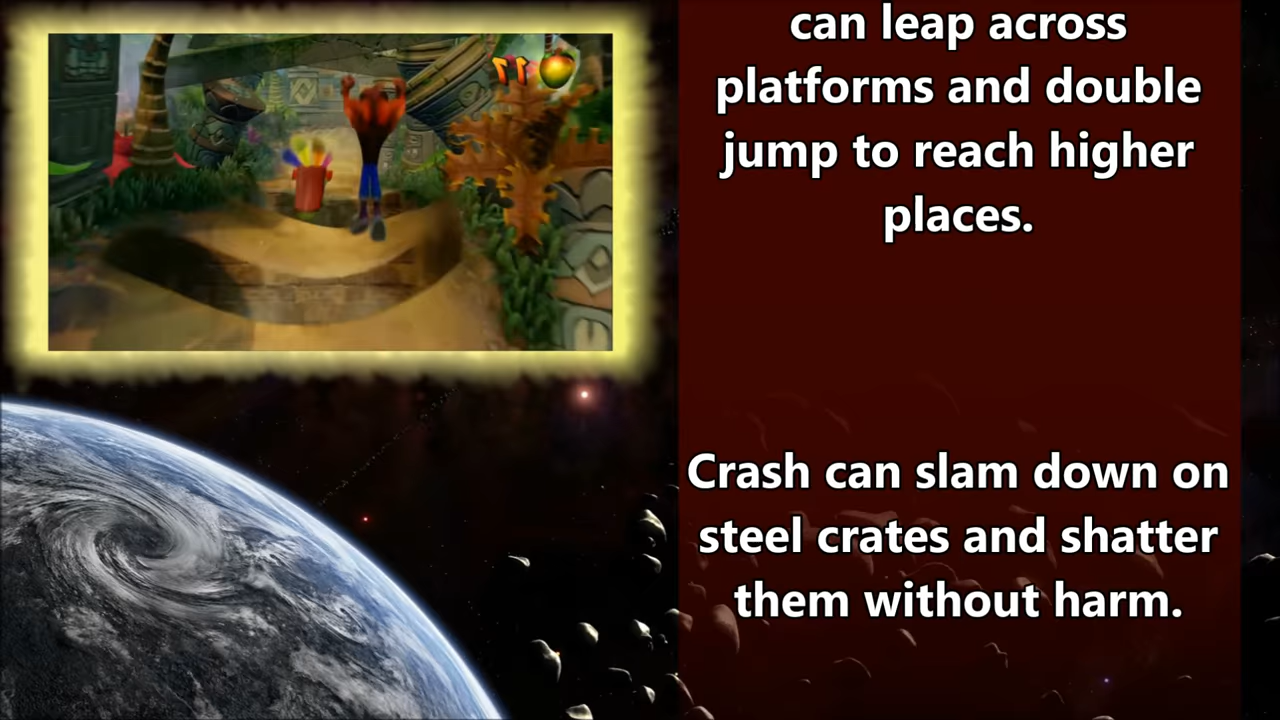 can leap across
platforms and double
jump to reach higher
places.
Crash can slam down on
steel crates and shatter
them without harm.